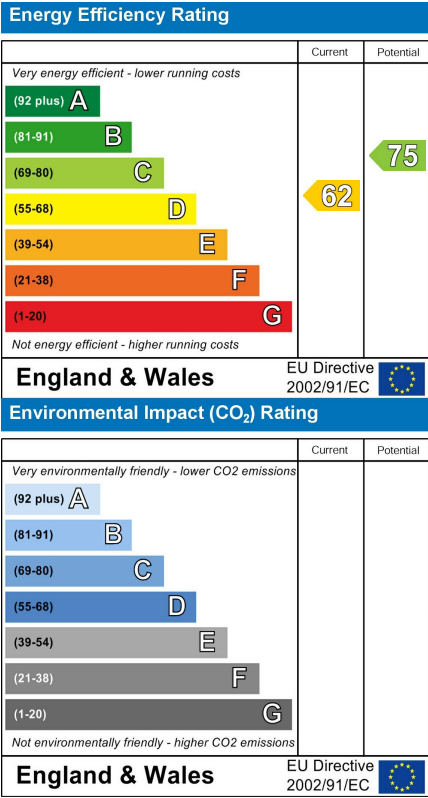 Energy Efficiency Rating
Current Potential
Very energy efficient - lower running costs
(92 plus) A
(81-91) B
(69-80) C
(55-68) D
(39-54) E
(21-38) F
(1-20) G
62
75
Not energy efficient - higher running costs
England & Wales
EU Directive
2002/91/EC
Environmental Impact (CO₂) Rating
Current Potential
Very environmentally friendly - lower CO2 emissions
(92 plus) A
(81-91) B
(69-80) C
(55-68) D
(39-54) E
(21-38) F
(1-20) G
Not environmentally friendly - higher CO2 emissions
England & Wales
EU Directive
2002/91/EC